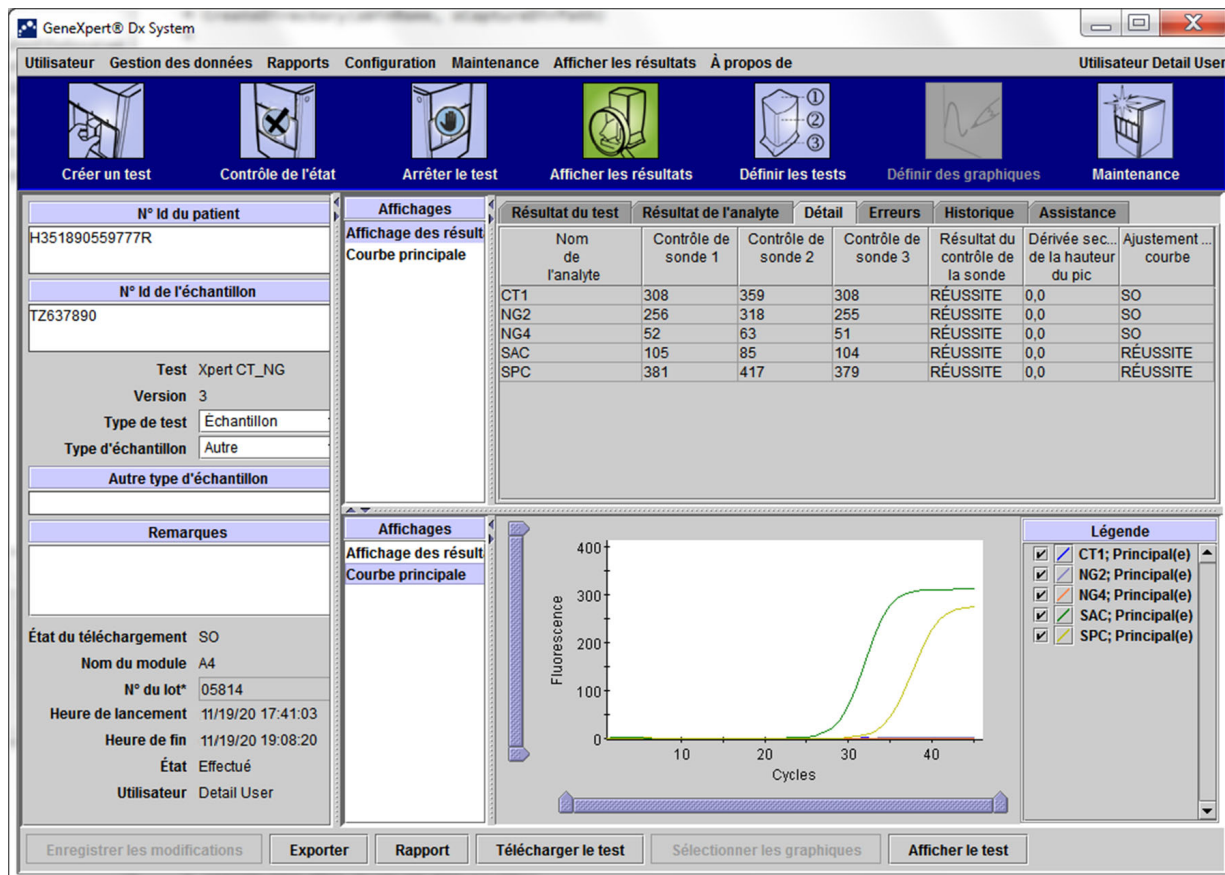 GeneXpert® Dx System
Utilisateur Gestion des données Rapports Configuration Maintenance Afficher les résultats À propos de Utilisateur Detail User
Créer un test Contrôle de l'état Arrêter le test Afficher les résultats Définir les tests Définir des graphiques Maintenance
N° Id du patient
H351890559777R
N° Id de l'échantillon
TZ637890
Test Xpert CT_NG
Version 3
Type de test Échantillon
Type d'échantillon Autre
Autre type d'échantillon
Remarques
État du téléchargement SO
Nom du module A4
N° du lot* 05814
Heure de lancement 11/19/20 17:41:03
Heure de fin 11/19/20 19:08:20
État Effectué
Utilisateur Detail User
Affichages
Affichage des résult
Courbe principale
Résultat du test Résultat de l'analyte Détail Erreurs Historique Assistance
Nom de l'analyte Contrôle de sonde 1 Contrôle de sonde 2 Contrôle de sonde 3 Résultat du contrôle de la sonde Dérivée sec... de la hauteur du pic Ajustement ... courbe
CT1 308 359 308 RÉUSSITE 0,0 SO
NG2 256 318 255 RÉUSSITE 0,0 SO
NG4 52 63 51 RÉUSSITE 0,0 SO
SAC 105 85 104 RÉUSSITE 0,0 RÉUSSITE
SPC 381 417 379 RÉUSSITE 0,0 RÉUSSITE
Affichages
Affichage des résult
Courbe principale
Fluorescence
400
300
200
100
0
10 20 30 40
Cycles
Légende
CT1; Principal(e)
NG2; Principal(e)
NG4; Principal(e)
SAC; Principal(e)
SPC; Principal(e)
Enregistrer les modifications Exporter Rapport Télécharger le test Sélectionner les graphiques Afficher le test